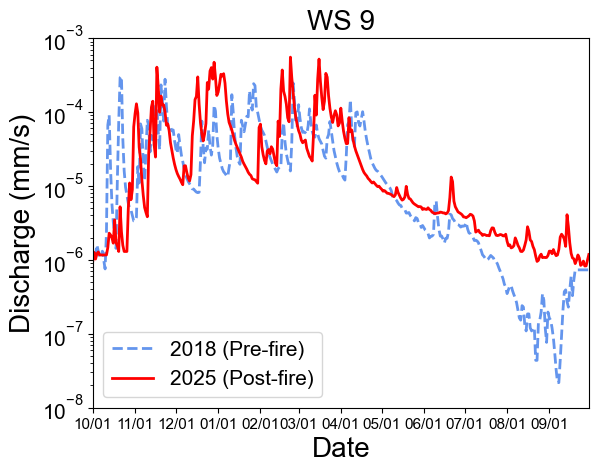 WS 9
Discharge (mm/s)
10⁻³
10⁻⁴
10⁻⁵
10⁻⁶
10⁻⁷
10⁻⁸
2018 (Pre-fire)
2025 (Post-fire)
10/01 11/01 12/01 01/01 02/01 03/01 04/01 05/01 06/01 07/01 08/01 09/01
Date